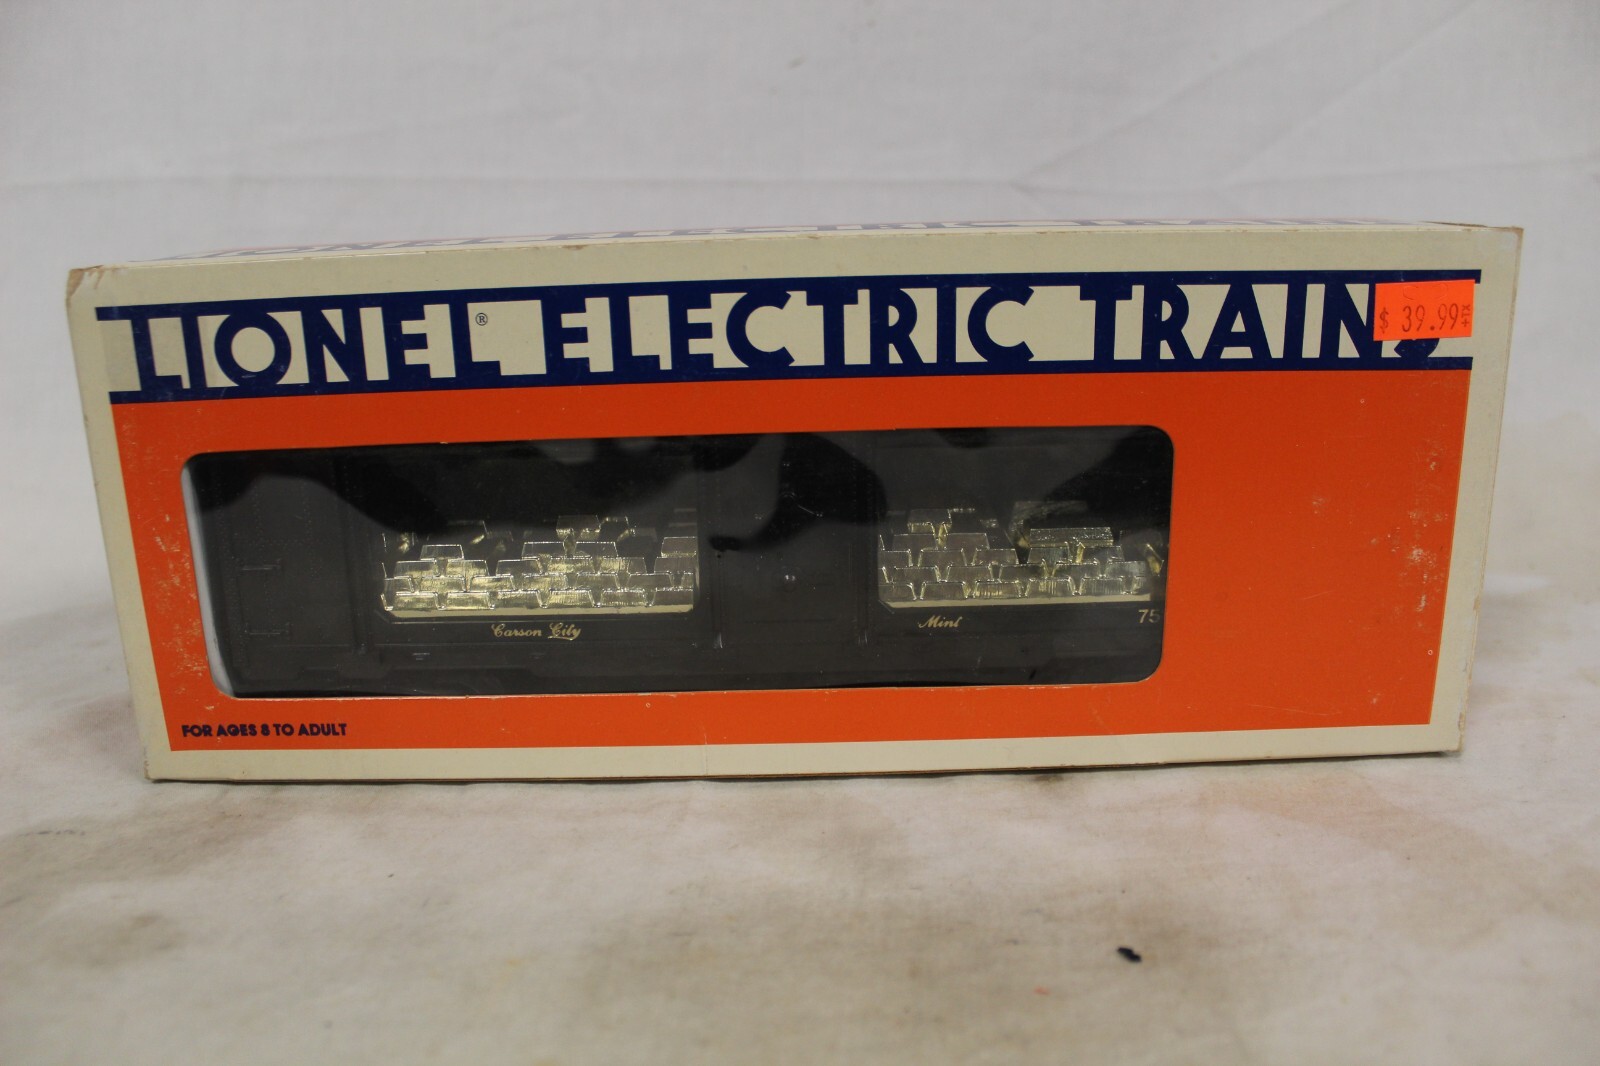 LIONEL® ELECTRIC TRAINS
$ 39.99
Carson City
Mint
75
FOR AGES 8 TO ADULT